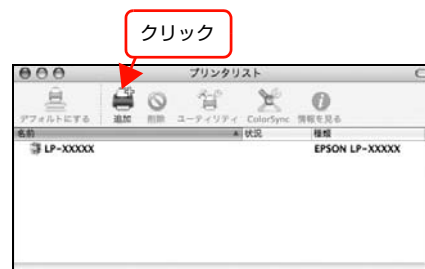 クリック
プリンタリスト
デフォルトにする 追加 削除 ユーティリティ ColorSync 情報を見る
名前 状況 種類
LP-XXXXX EPSON LP-XXXXX